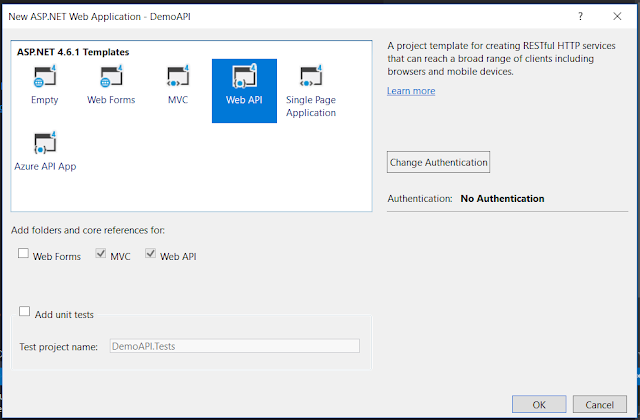 New ASP.NET Web Application - DemoAPI
?
ASP.NET 4.6.1 Templates
Empty
Web Forms
MVC
Web API
Single Page
Application
Azure API App
A project template for creating RESTful HTTP services
that can reach a broad range of clients including
browsers and mobile devices.
Learn more
Change Authentication
Authentication: No Authentication
Add folders and core references for:
Web Forms
MVC
Web API
Add unit tests
Test project name:
DemoAPI.Tests
OK
Cancel